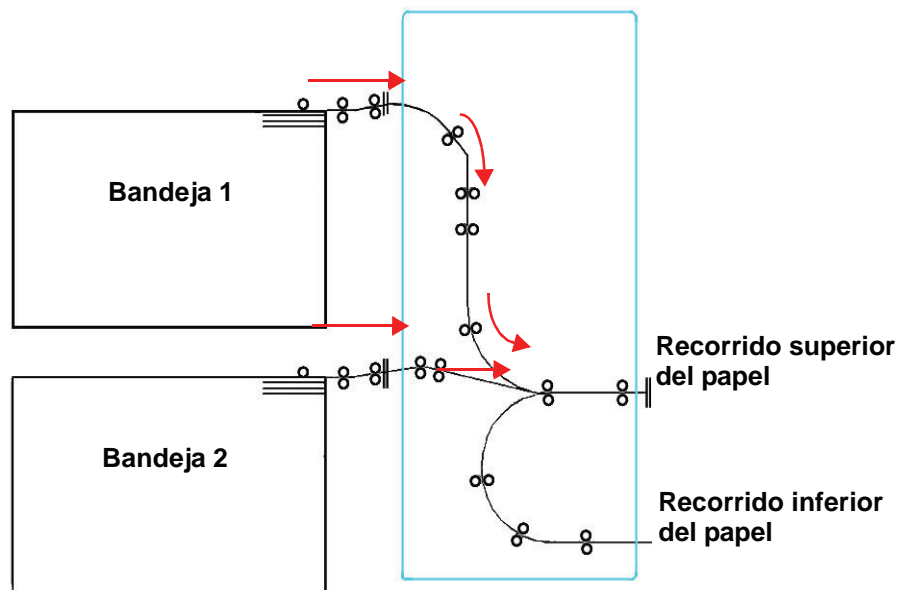 Bandeja 1
Recorrido superior
del papel
Bandeja 2
Recorrido inferior
del papel